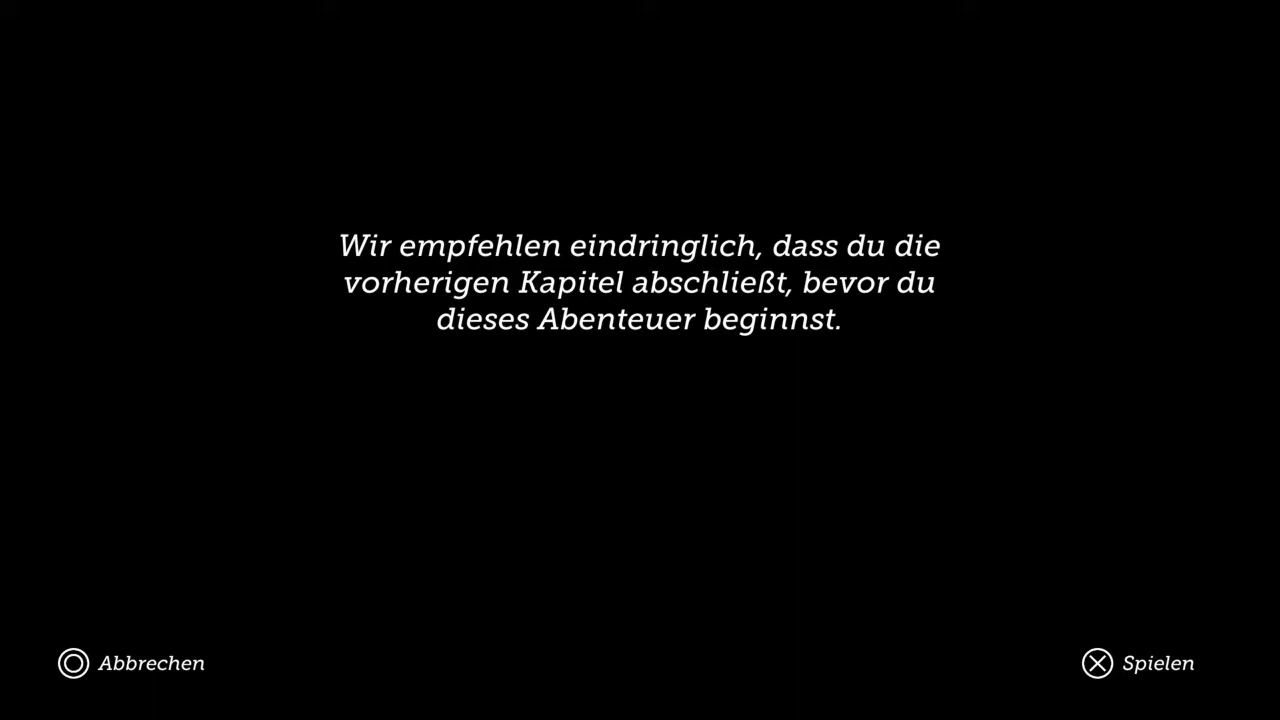 Wir empfehlen eindringlich, dass du die
vorherigen Kapitel abschließt, bevor du
dieses Abenteuer beginnst.
Abbrechen
Spielen